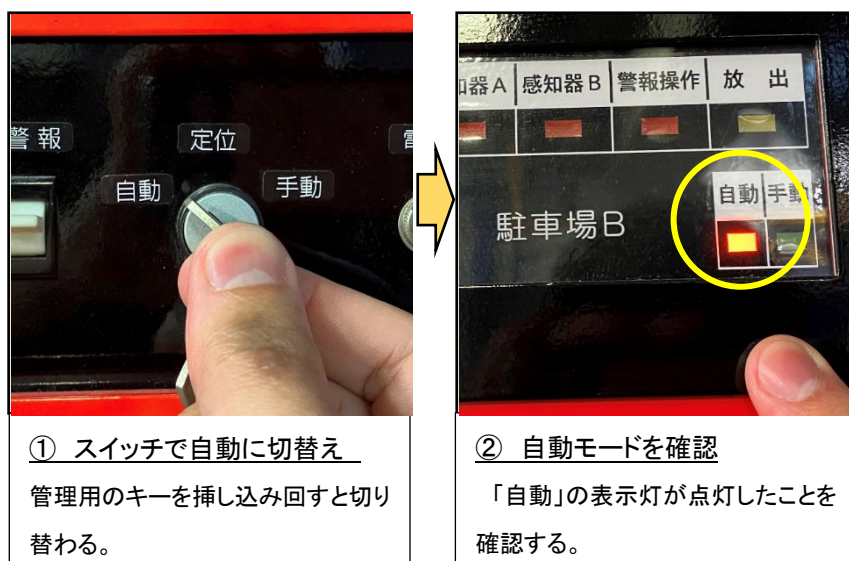 警報
定位
自動
手動
感知器B
警報操作
放 出
自動
手動
駐車場B
① スイッチで自動に切替え
管理用のキーを挿し込み回すと切り
替わる。
② 自動モードを確認
「自動」の表示灯が点灯したことを
確認する。